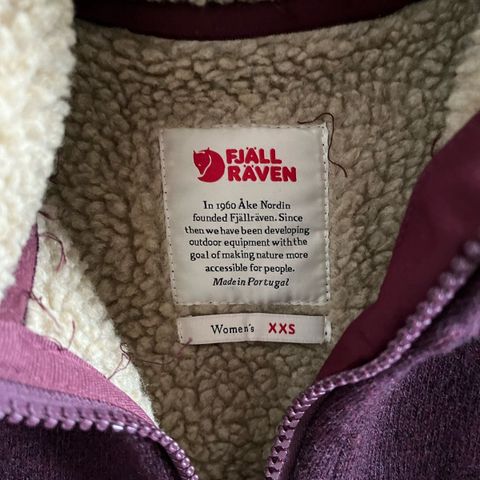 FJÄLL
RÄVEN
In 1960 Åke Nordin
founded Fjällräven. Since
then we have been developing
outdoor equipment with the
goal of making nature more
accessible for people.
Made in Portugal
Women's XXS